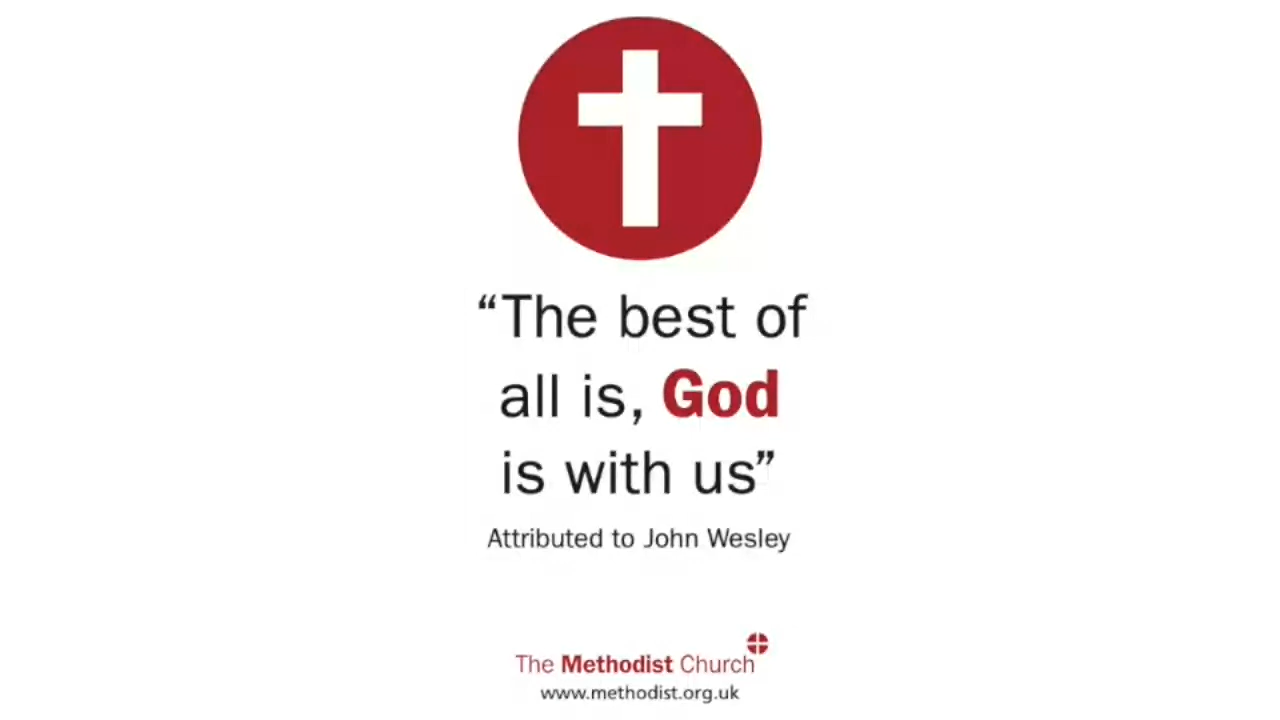 “The best of
all is, God
is with us”
Attributed to John Wesley
The Methodist Church
www.methodist.org.uk